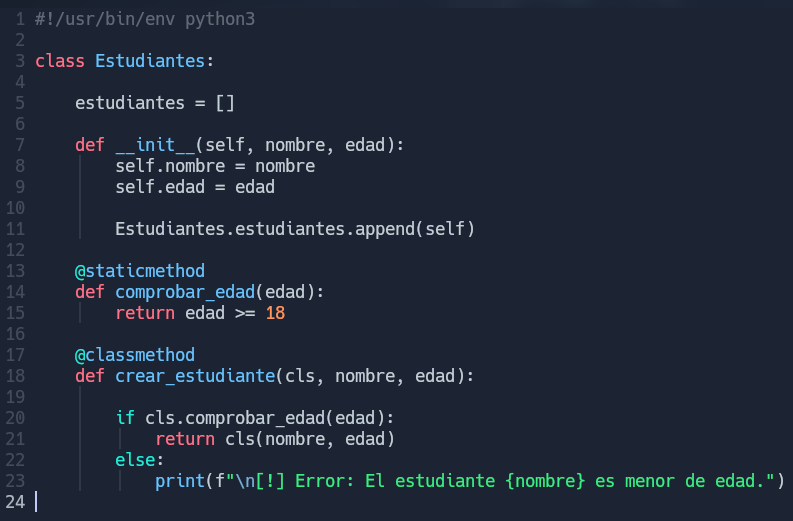 1 #!/usr/bin/env python3
2
3 class Estudiantes:
4
5     estudiantes = []
6
7     def __init__(self, nombre, edad):
8         self.nombre = nombre
9         self.edad = edad
10
11         Estudiantes.estudiantes.append(self)
12
13     @staticmethod
14     def comprobar_edad(edad):
15         return edad >= 18
16
17     @classmethod
18     def crear_estudiante(cls, nombre, edad):
19
20         if cls.comprobar_edad(edad):
21             return cls(nombre, edad)
22         else:
23             print(f"\n[!] Error: El estudiante {nombre} es menor de edad.")
24